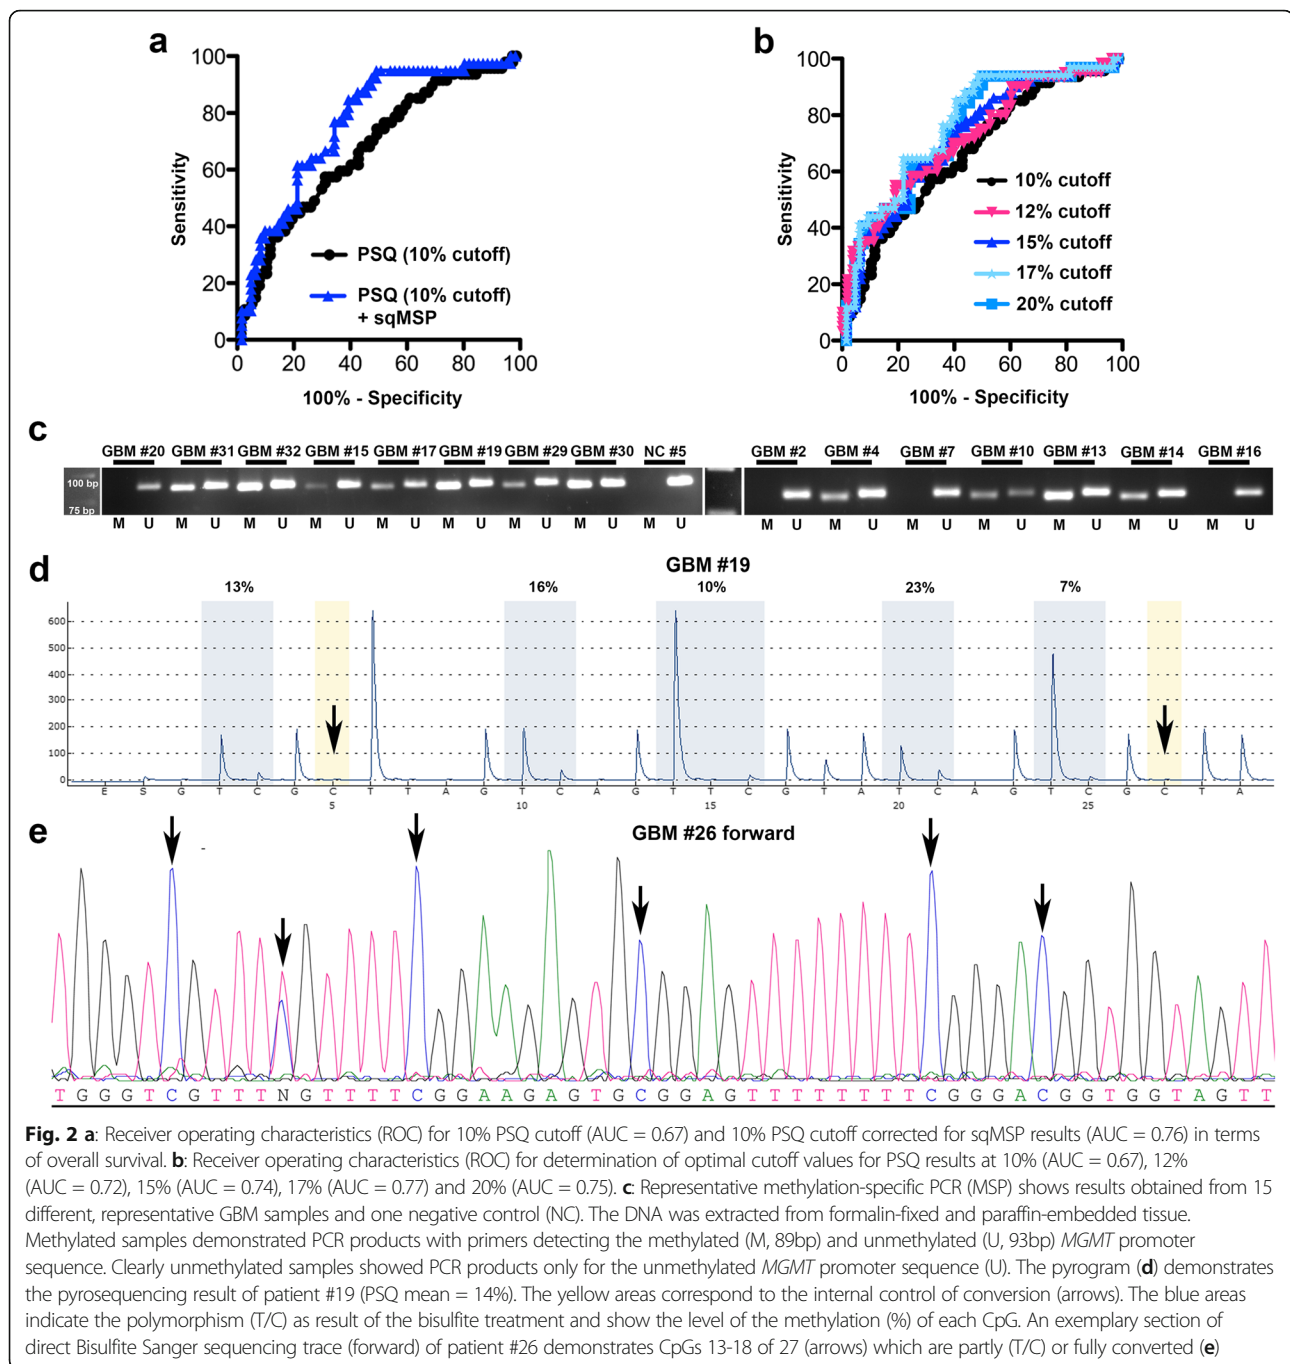 a
100
80
60
40
20
0
Sensitivity
PSQ (10% cutoff)
PSQ (10% cutoff)
+ sqMSP
0 20 40 60 80 100
100% - Specificity
b
100
80
60
40
20
0
Sensitivity
10% cutoff
12% cutoff
15% cutoff
17% cutoff
20% cutoff
0 20 40 60 80 100
100% - Specificity
c
GBM #20 GBM #31 GBM #32 GBM #15 GBM #17 GBM #19 GBM #29 GBM #30 NC #5 GBM #2 GBM #4 GBM #7 GBM #10 GBM #13 GBM #14 GBM #16
100 bp
75 bp
M U M U M U M U M U M U M U M U M U M U M U M U M U M U M U M U
d
GBM #19
13% 16% 10% 23% 7%
600
500
400
300
200
100
0
E S G T C G C T T A G T C A G T T C G T A T C A G T C G C T A
5 10 15 20 25
e
GBM #26 forward
T G G G T C G T T T N G T T T T C G G A A G A G T G C G G A G T T T T T T T T C G G G A C G G T G G T A G T T
Fig. 2 a: Receiver operating characteristics (ROC) for 10% PSQ cutoff (AUC = 0.67) and 10% PSQ cutoff corrected for sqMSP results (AUC = 0.76) in terms
of overall survival. b: Receiver operating characteristics (ROC) for determination of optimal cutoff values for PSQ results at 10% (AUC = 0.67), 12%
(AUC = 0.72), 15% (AUC = 0.74), 17% (AUC = 0.77) and 20% (AUC = 0.75). c: Representative methylation-specific PCR (MSP) shows results obtained from 15
different, representative GBM samples and one negative control (NC). The DNA was extracted from formalin-fixed and paraffin-embedded tissue.
Methylated samples demonstrated PCR products with primers detecting the methylated (M, 89bp) and unmethylated (U, 93bp) MGMT promoter
sequence. Clearly unmethylated samples showed PCR products only for the unmethylated MGMT promoter sequence (U). The pyrogram (d) demonstrates
the pyrosequencing result of patient #19 (PSQ mean = 14%). The yellow areas correspond to the internal control of conversion (arrows). The blue areas
indicate the polymorphism (T/C) as result of the bisulfite treatment and show the level of the methylation (%) of each CpG. An exemplary section of
direct Bisulfite Sanger sequencing trace (forward) of patient #26 demonstrates CpGs 13-18 of 27 (arrows) which are partly (T/C) or fully converted (e)